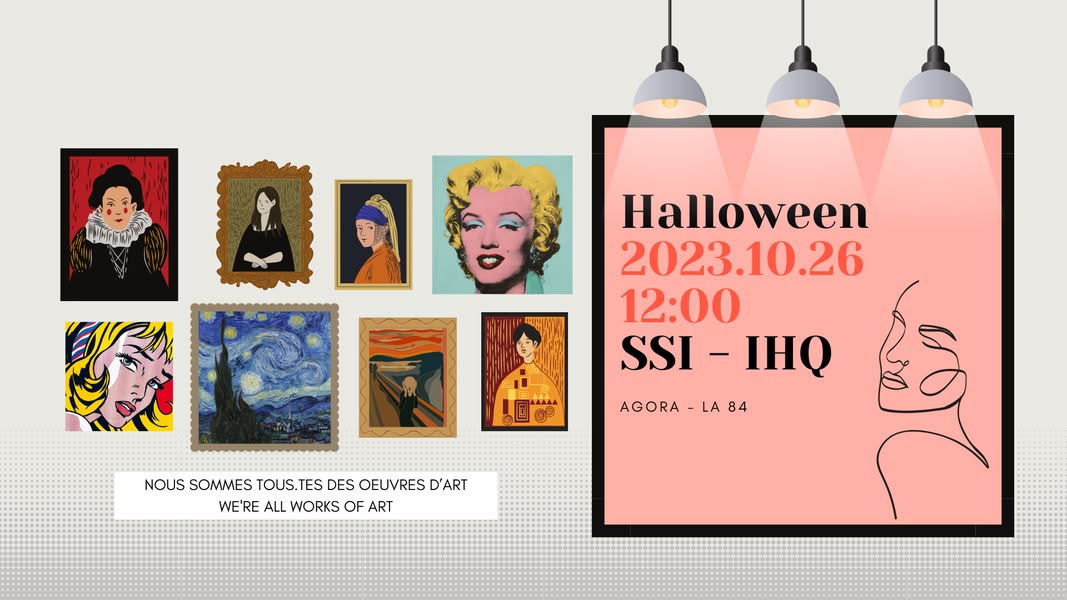 Halloween
2023.10.26
12:00
SSI - IHQ
AGORA - LA 84
NOUS SOMMES TOUS.TES DES OEUVRES D'ART
WE'RE ALL WORKS OF ART